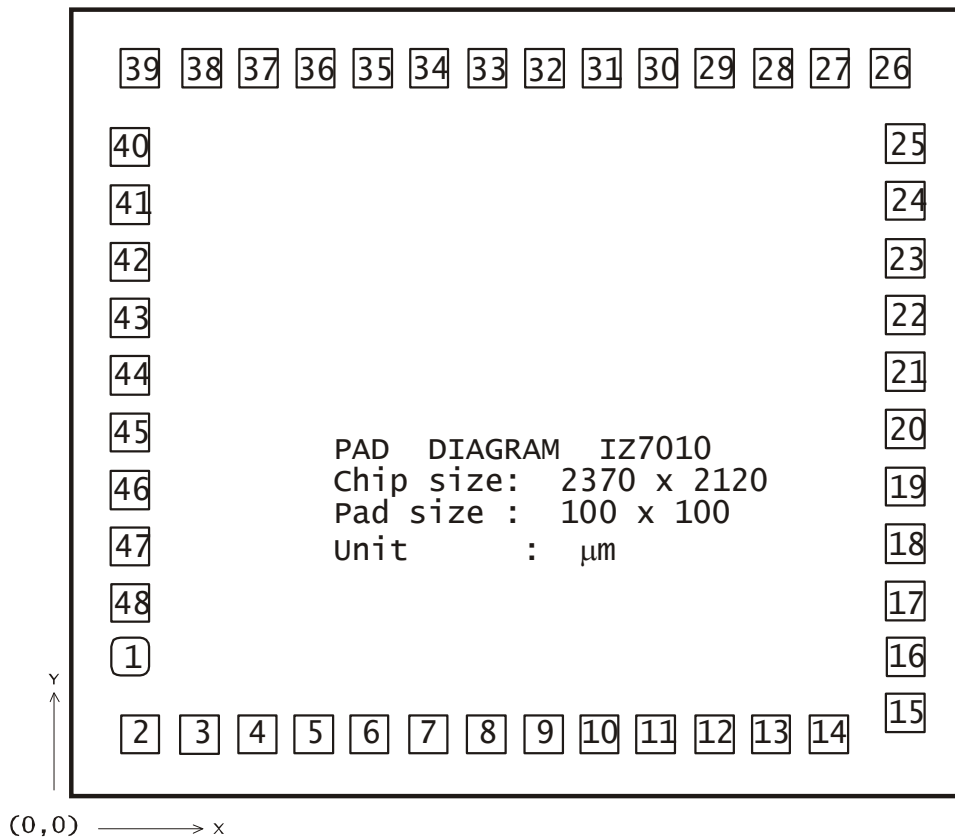 39 38 37 36 35 34 33 32 31 30 29 28 27 26
40 25
41 24
42 23
43 22
44 21
45 20
46 19
47 18
48 17
1 16
15
2 3 4 5 6 7 8 9 10 11 12 13 14
PAD DIAGRAM IZ7010
Chip size: 2370 x 2120
Pad size : 100 x 100
Unit : µm
Y
(0,0) X